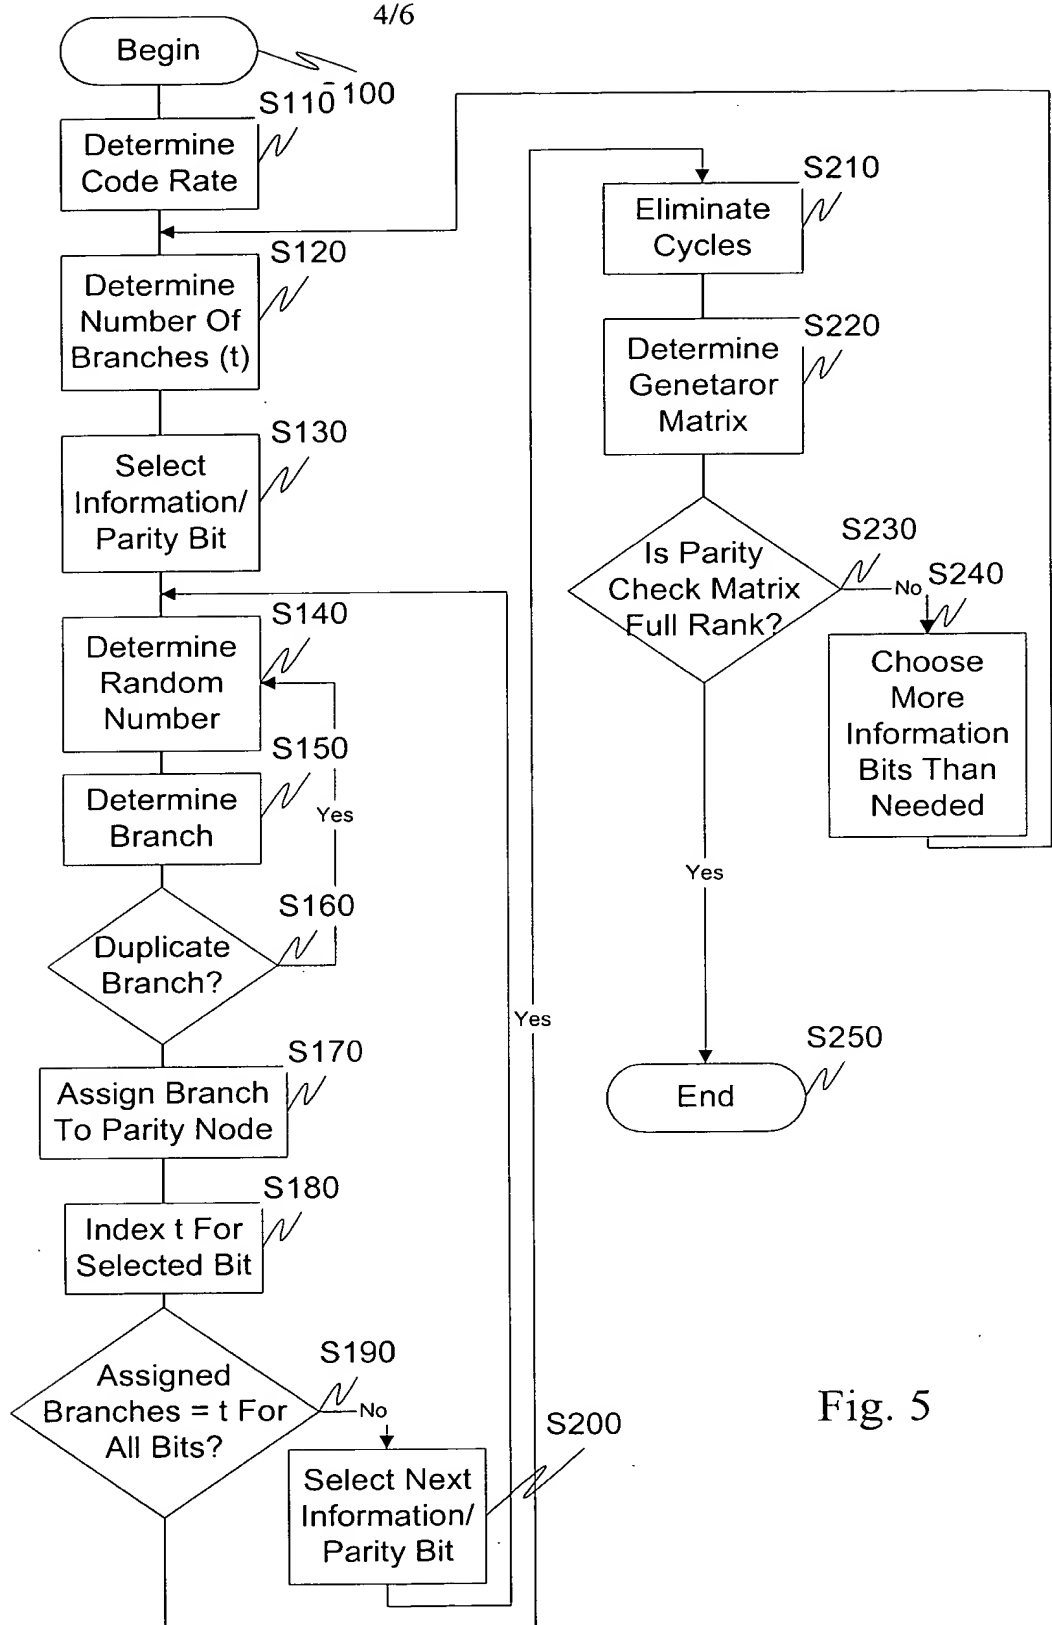 4/6
Begin
S100
S110
Determine
Code Rate
S120
Determine
Number Of
Branches (t)
S130
Select
Information/
Parity Bit
S140
Determine
Random
Number
S150
Determine
Branch
Yes
S160
Duplicate
Branch?
S170
Assign Branch
To Parity Node
S180
Index t For
Selected Bit
S190
Assigned
Branches = t For
All Bits?
No
S200
Select Next
Information/
Parity Bit
Yes
S210
Eliminate
Cycles
S220
Determine
Genetaror
Matrix
S230
Is Parity
Check Matrix
Full Rank?
No
S240
Choose
More
Information
Bits Than
Needed
Yes
S250
End
Fig. 5